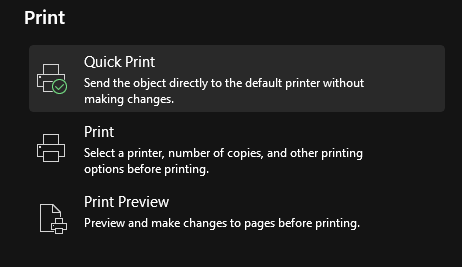 Print
Quick Print
Send the object directly to the default printer without
making changes.
Print
Select a printer, number of copies, and other printing
options before printing.
Print Preview
Preview and make changes to pages before printing.